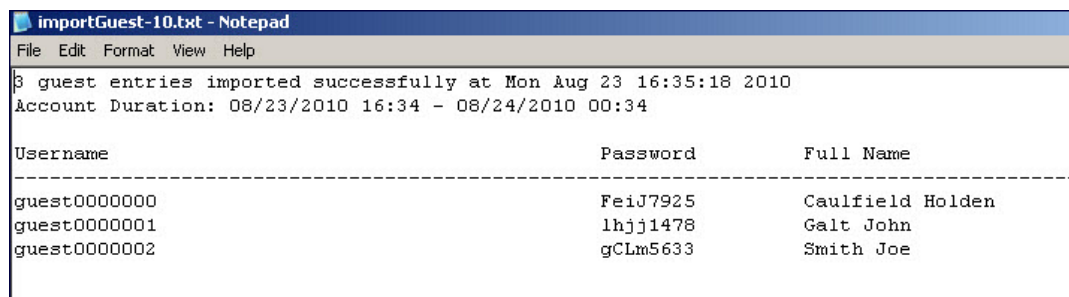 importGuest-10.txt - Notepad
File Edit Format View Help
3 guest entries imported successfully at Mon Aug 23 16:35:18 2010
Account Duration: 08/23/2010 16:34 - 08/24/2010 00:34
Username Password Full Name
--------------------------------------------------------------------------------
guest0000000 FeiJ7925 Caulfield Holden
guest0000001 lhjj1478 Galt John
guest0000002 gCLm5633 Smith Joe